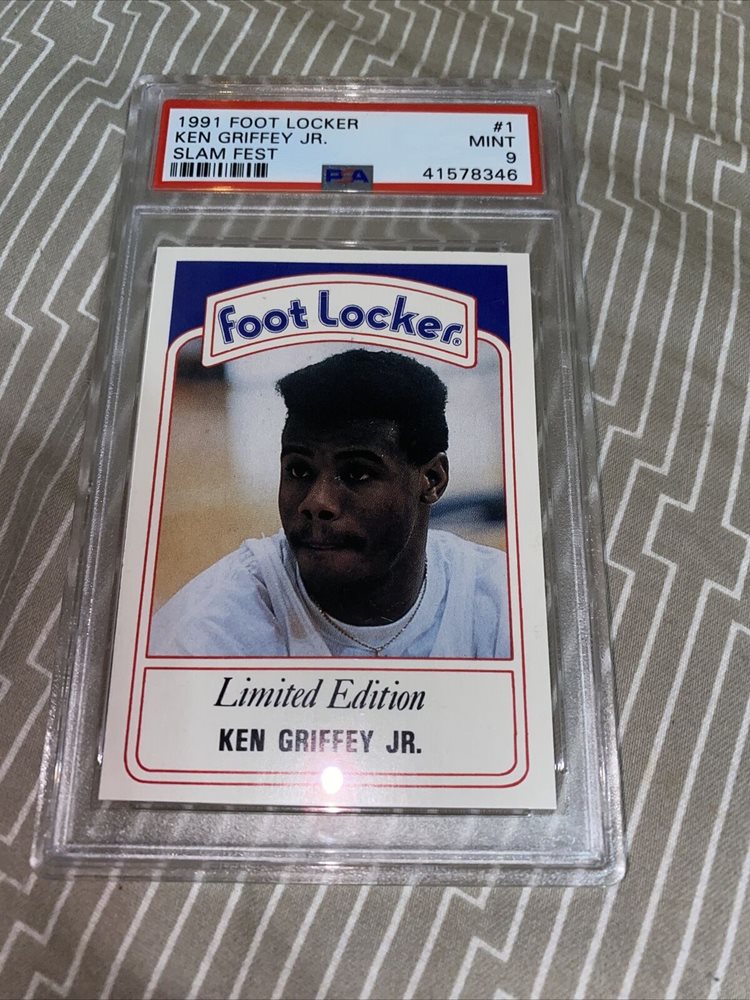 1991 FOOT LOCKER #1
KEN GRIFFEY JR. MINT
SLAM FEST 9
PSA 41578346
Foot Locker®
Limited Edition
KEN GRIFFEY JR.